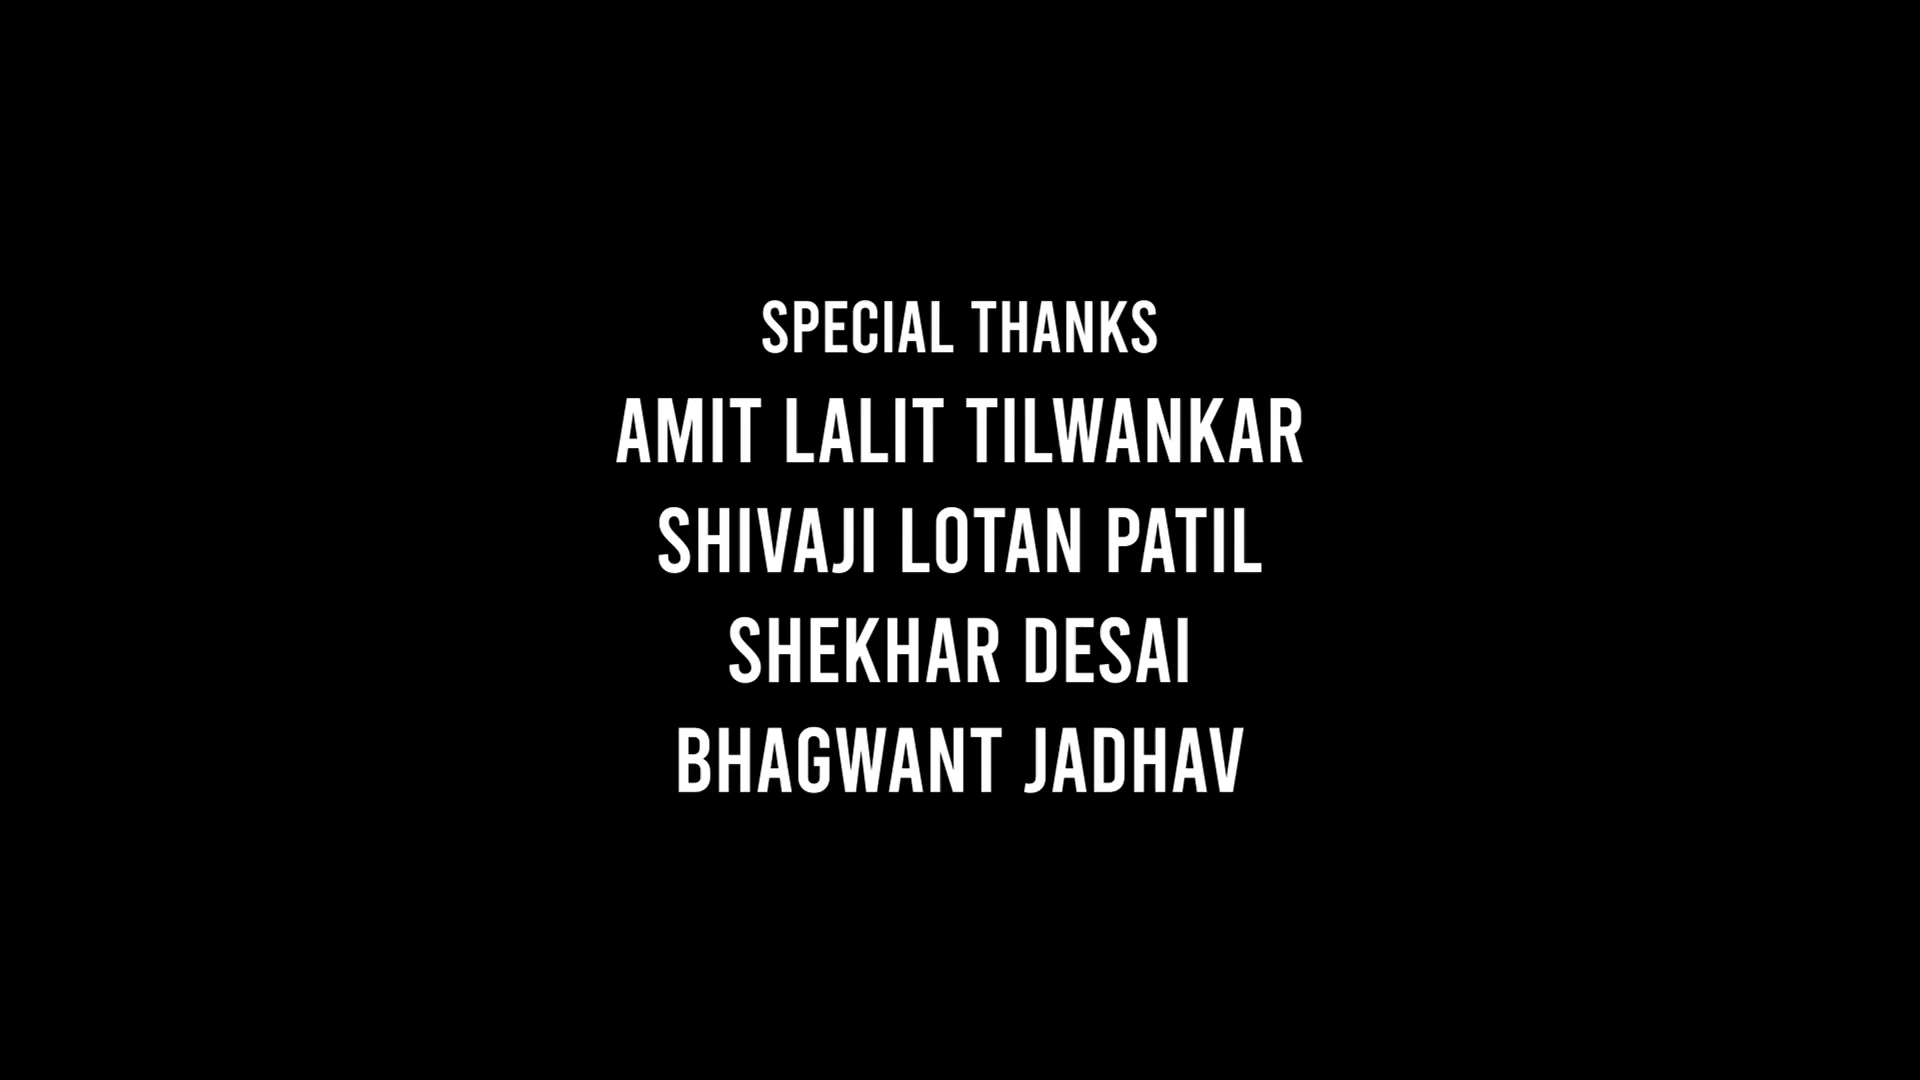 SPECIAL THANKS
AMIT LALIT TILWANKAR
SHIVAJI LOTAN PATIL
SHEKHAR DESAI
BHAGWANT JADHAV